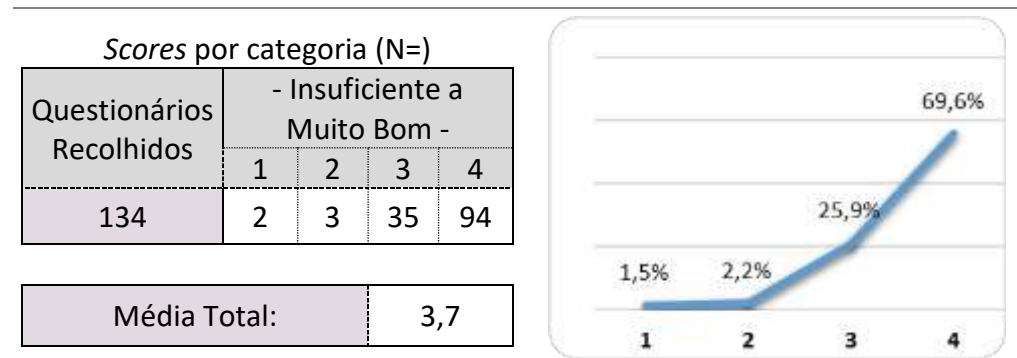 Scores por categoria (N=)
Questionários Recolhidos
- Insuficiente a
Muito Bom -
1 2 3 4
134 2 3 35 94
Média Total: 3,7
69,6%
25,9%
1,5% 2,2%
1 2 3 4